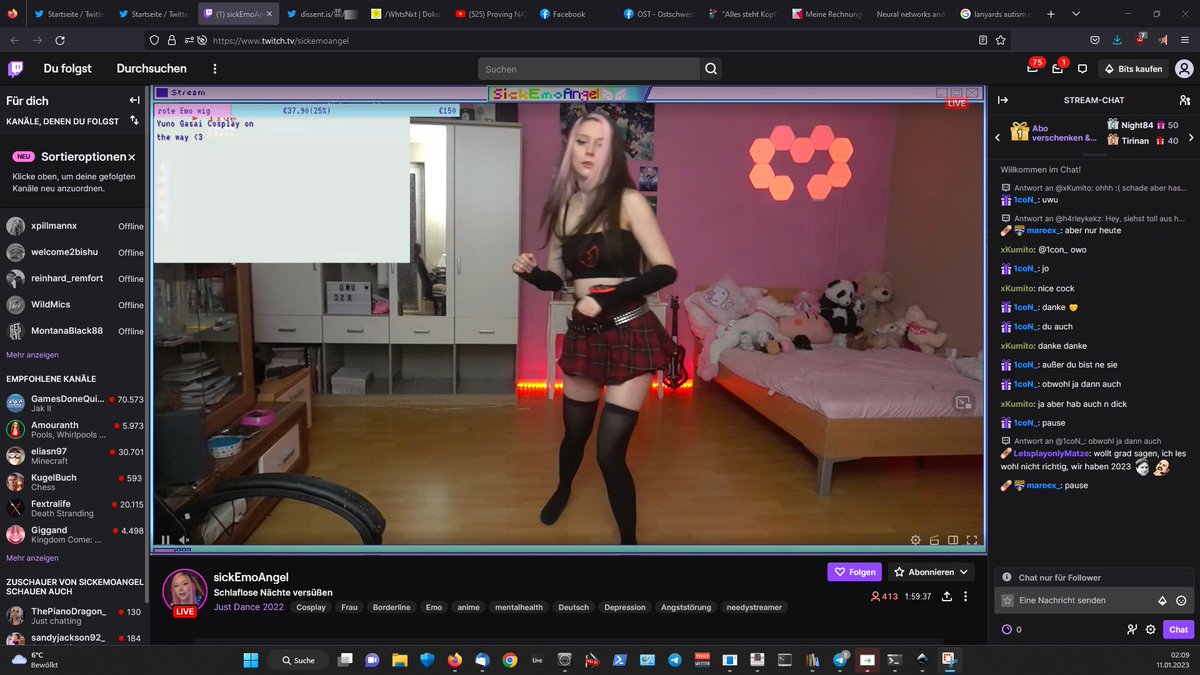 Startseite / Twitte
Startseite / Twitte
(1) sickEmoAn
dissent.is/
/WhtsNxt | Doku
(525) Proving NA
Facebook
OST - Ostschweiz
"Alles steht Kopf
Meine Rechnung
Neural networks and
lanyards autism
https://www.twitch.tv/sickemoangel
7
Du folgst
Durchsuchen
Suchen
75
1
Bits kaufen
Für dich
KANÄLE, DENEN DU FOLGST
NEU
Sortieroptionen
Klicke oben, um deine gefolgten
Kanäle neu anzuordnen.
xpillmannx
Offline
welcome2bishu
Offline
reinhard_remfort
Offline
WildMics
Offline
MontanaBlack88
Offline
Mehr anzeigen
EMPFOHLENE KANÄLE
GamesDoneQui...
70.573
Jak II
Amouranth
5.973
Pools, Whirlpools ...
eliasn97
30.701
Minecraft
KugelBuch
593
Chess
Fextralife
20.115
Death Stranding
Giggand
4.498
Kingdom Come: ...
Mehr anzeigen
ZUSCHAUER VON SICKEMOANGEL
SCHAUEN AUCH
ThePianoDragon_
130
Just chatting
sandyjackson92_
184
Stream
SickEmoAngel
LIVE
rote Emo wig
€37.90(25%)
€150
Yuno Gasai Cosplay on
the way <3
sickEmoAngel
Schlaflose Nächte versüßen
Just Dance 2022
Cosplay
Frau
Borderline
Emo
anime
mentalhealth
Deutsch
Depression
Angststörung
needystreamer
LIVE
Folgen
Abonnieren
413
1:59:37
STREAM-CHAT
1
Abo
verschenken &...
Night84
50
Tirinan
40
Willkommen im Chat!
Antwort an @xKumito: ohhh :( schade aber has...
1coN_: uwu
Antwort an @h4rleykekz: Hey, siehst toll aus h...
mareex_: aber nur heute
xKumito: @1con_ owo
1coN_: jo
xKumito: nice cock
1coN_: danke
1coN_: du auch
xKumito: danke danke
1coN_: außer du bist ne sie
1coN_: obwohl ja dann auch
xKumito: ja aber hab auch n dick
1coN_: pause
Antwort an @1coN_: obwohl ja dann auch
LetsplayonlyMatze: wollt grad sagen, ich les
wohl nicht richtig, wir haben 2023
mareex_: pause
Chat nur für Follower
Eine Nachricht senden
0
Chat
6°C
Bewölkt
Suche
Live
8
02:09
11.01.2023